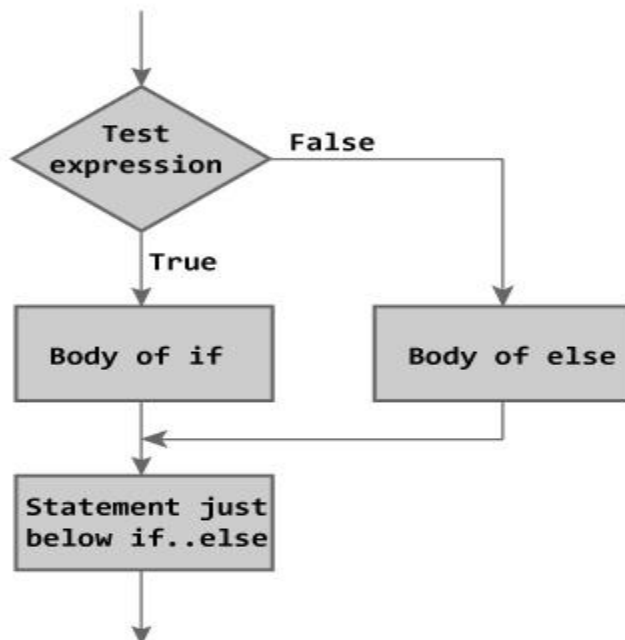 Test
expression
False
True
Body of if
Body of else
Statement just
below if..else